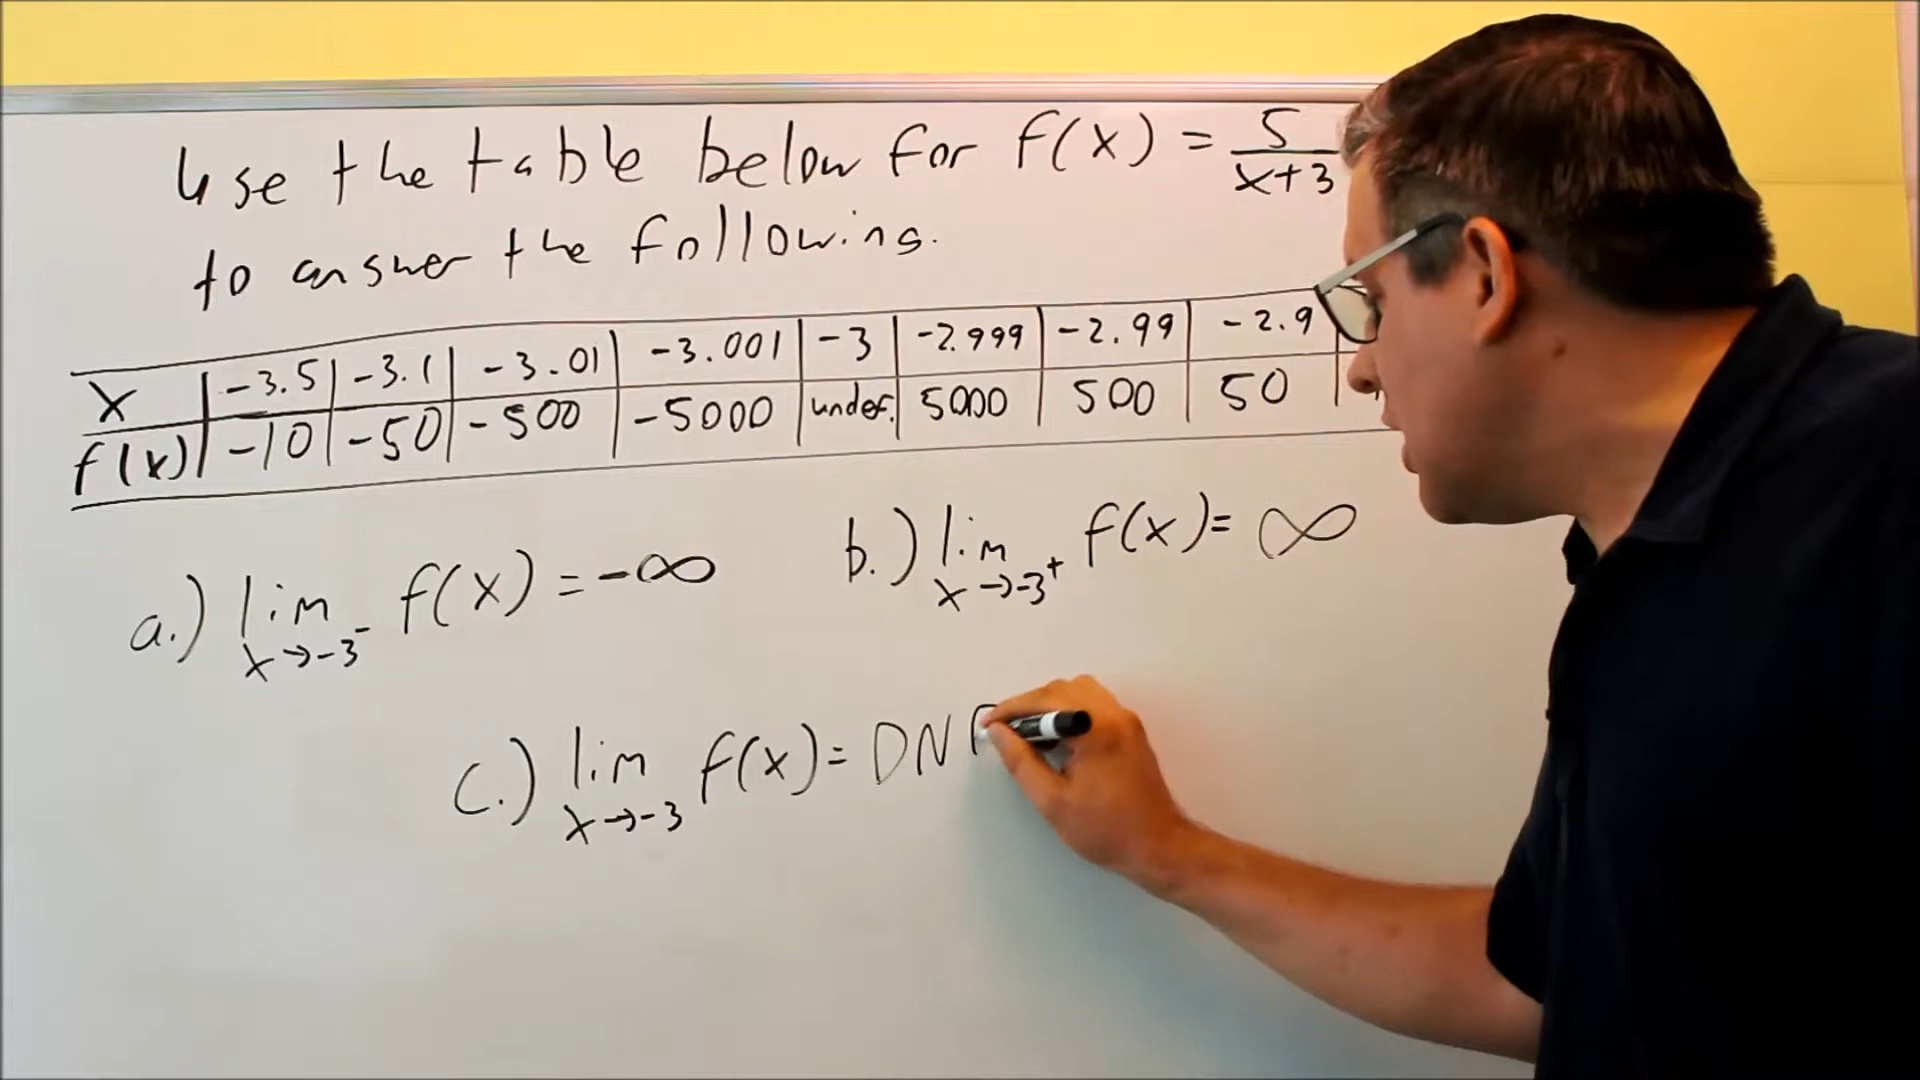 Use the table below for f(x) = 5/x+3
to answer the following.
x | -3.5 | -3.1 | -3.01 | -3.001 | -3 | -2.999 | -2.99 | -2.9
f(x) | -10 | -50 | -500 | -5000 | undef. | 5000 | 500 | 50
a.) lim x→-3⁻ f(x) = -∞
b.) lim x→-3⁺ f(x) = ∞
c.) lim x→-3 f(x) = DN